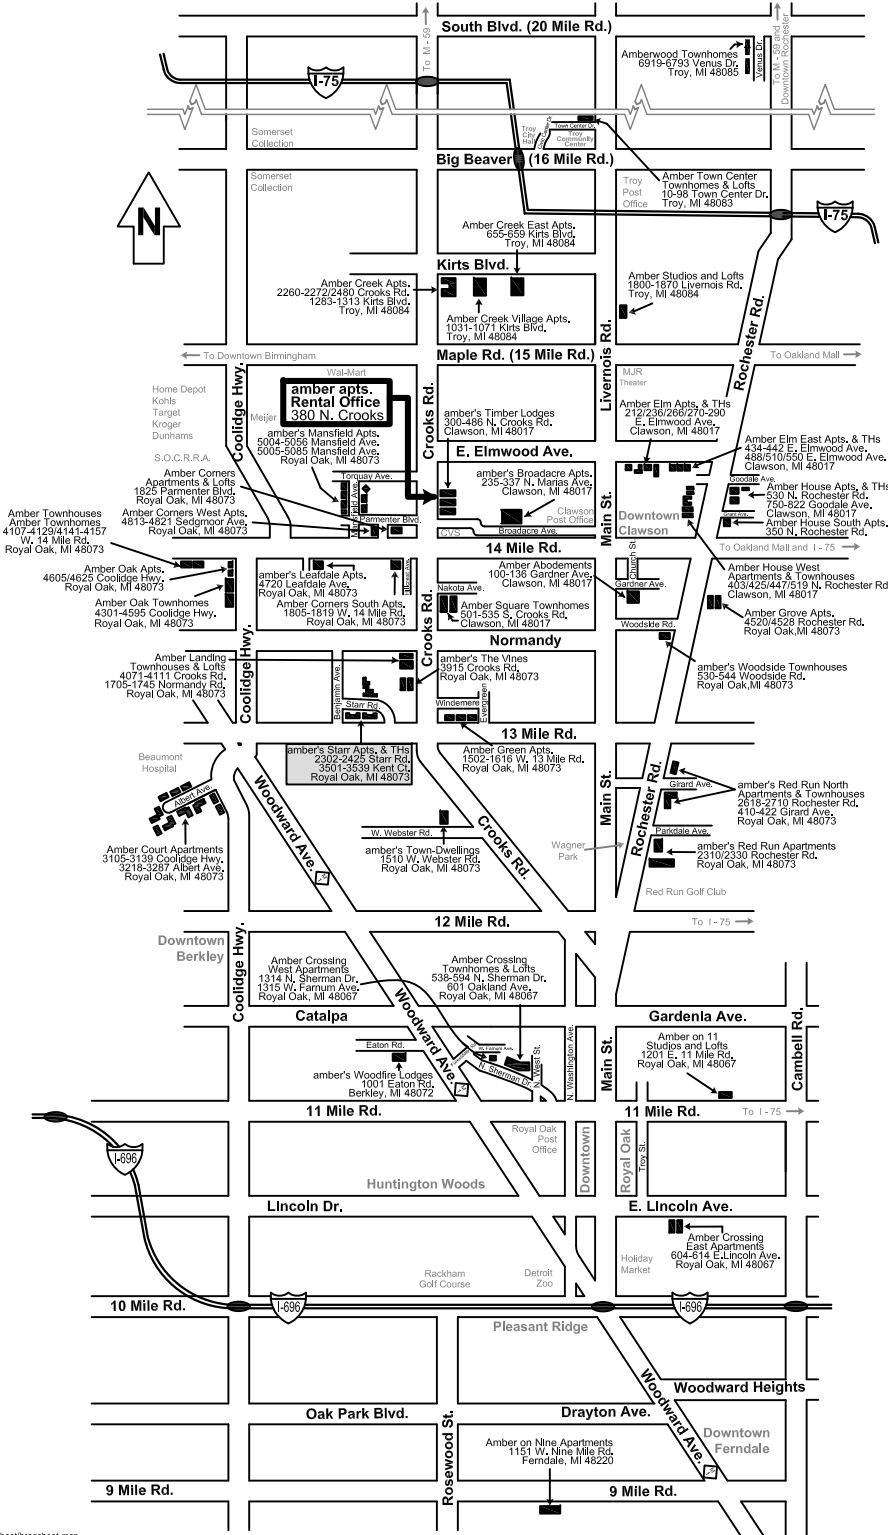 South Blvd. (20 Mile Rd.)
To M - 59
To M - 59 and
Downtown Rochester
Amberwood Townhomes
6919-6793 Venus Dr.
Troy, MI 48085
Venus Dr.
I-75
Somerset
Collection
Troy
City
Hall
Civic Center Dr.
Town Center Dr.
Troy
Community
Center
Big Beaver (16 Mile Rd.)
Somerset
Collection
N
Troy
Post
Office
Amber Town Center
Townhomes & Lofts
10-98 Town Center Dr.
Troy, MI 48083
I-75
Amber Creek East Apts.
655-659 Kirts Blvd.
Troy, MI 48084
Kirts Blvd.
Amber Creek Apts.
2260-2272/2480 Crooks Rd.
1283-1313 Kirts Blvd.
Troy, MI 48084
Amber Creek Village Apts.
1031-1071 Kirts Blvd.
Troy, MI 48084
Amber Studios and Lofts
1800-1870 Livernois Rd.
Troy, MI 48084
Livernois Rd.
Rochester Rd.
Maple Rd. (15 Mile Rd.)
To Downtown Birmingham
To Oakland Mall
Coolidge Hwy.
Crooks Rd.
Wal-Mart
MJR
Theater
Home Depot
Kohls
Target
Kroger
Dunhams
S.O.C.R.R.A.
Meijer
amber apts.
Rental Office
380 N. Crooks
amber's Mansfield Apts.
5004-5056 Mansfield Ave.
5005-5085 Mansfield Ave.
Royal Oak, MI 48073
amber's Timber Lodges
300-486 N. Crooks Rd.
Clawson, MI 48017
Amber Elm Apts. & THs
212/236/266/270-290
E. Elmwood Ave.
Clawson, MI 48017
Amber Elm East Apts. & THs
434-442 E. Elmwood Ave.
488/510/550 E. Elmwood Ave.
Clawson, MI 48017
E. Elmwood Ave.
Amber Corners
Apartments & Lofts
1825 Parmenter Blvd.
Royal Oak, MI 48073
Torquay Ave.
Mansfield Ave.
Parmenter Blvd.
amber's Broadacre Apts.
235-337 N. Marias Ave.
Clawson, MI 48017
Clawson
Post Office
CVS
Broadacre Ave.
Main St.
Downtown
Clawson
Goodale Ave.
Grant Ave.
Amber House Apts. & THs
530 N. Rochester Rd.
750-822 Goodale Ave.
Clawson, MI 48017
Amber House South Apts.
350 N. Rochester Rd.
Amber Corners West Apts.
4813-4821 Sedgmoor Ave.
Royal Oak, MI 48073
Amber Townhouses
Amber Townhomes
4107-4129/4141-4157
W. 14 Mile Rd.
Royal Oak, MI 48073
14 Mile Rd.
To Oakland Mall and I - 75
Amber Oak Apts.
4605/4625 Coolidge Hwy.
Royal Oak, MI 48073
Amber Oak Townhomes
4301-4595 Coolidge Hwy.
Royal Oak, MI 48073
amber's Leafdale Apts.
4720 Leafdale Ave.
Royal Oak, MI 48073
Amber Corners South Apts.
1805-1819 W. 14 Mile Rd.
Royal Oak, MI 48073
Nakota Ave.
Amber Abodements
100-136 Gardner Ave.
Clawson, MI 48017
Church St.
Gardner Ave.
Amber House West
Apartments & Townhouses
403/425/447/519 N. Rochester Rd.
Clawson, MI 48017
Amber Square Townhomes
501-535 S. Crooks Rd.
Clawson, MI 48017
Amber Grove Apts.
4520/4528 Rochester Rd.
Royal Oak,MI 48073
Woodside Rd.
Coolidge Hwy.
Crooks Rd.
Normandy
Amber Landing
Townhouses & Lofts
4071-4111 Crooks Rd.
1705-1745 Normandy Rd.
Royal Oak, MI 48073
Benjamin Ave.
Starr Rd.
amber's The Vines
3915 Crooks Rd.
Royal Oak, MI 48073
amber's Woodside Townhouses
530-544 Woodside Rd.
Royal Oak,MI 48073
Windemere
Evergreen
13 Mile Rd.
amber's Starr Apts. & THs
2302-2425 Starr Rd.
3501-3539 Kent Ct.
Royal Oak, MI 48073
Amber Green Apts.
1502-1616 W. 13 Mile Rd.
Royal Oak, MI 48073
Beaumont
Hospital
Albert Ave.
Woodward Ave.
Crooks Rd.
Main St.
Rochester Rd.
Girard Ave.
Parkdale Ave.
amber's Red Run North
Apartments & Townhouses
2618-2710 Rochester Rd.
410-422 Girard Ave.
Royal Oak, MI 48073
W. Webster Rd.
amber's Town-Dwellings
1510 W. Webster Rd.
Royal Oak, MI 48073
Wagner
Park
amber's Red Run Apartments
2310/2330 Rochester Rd.
Royal Oak, MI 48073
Amber Court Apartments
3105-3139 Coolidge Hwy.
3218-3287 Albert Ave.
Royal Oak, MI 48073
Red Run Golf Club
12 Mile Rd.
To I - 75
Downtown
Berkley
Coolidge Hwy.
Amber Crossing
West Apartments
1314 N. Sherman Dr.
1315 W. Farnum Ave.
Royal Oak, MI 48067
Amber Crossing
Townhomes & Lofts
538-594 N. Sherman Dr.
601 Oakland Ave.
Royal Oak, MI 48067
Woodward Ave.
Catalpa
Gardenia Ave.
Eaton Rd.
W. Farnum Ave.
N. Sherman Dr.
N. West St.
N. Washington Ave.
Main St.
Cambell Rd.
Amber on 11
Studios and Lofts
1201 E. 11 Mile Rd.
Royal Oak, MI 48067
amber's Woodfire Lodges
1001 Eaton Rd.
Berkley, MI 48072
11 Mile Rd.
11 Mile Rd.
To I - 75
I-696
Royal Oak
Post
Office
Downtown
Royal Oak
Troy St.
Huntington Woods
Lincoln Dr.
E. Lincoln Ave.
Amber Crossing
East Apartments
604-614 E.Lincoln Ave.
Royal Oak, MI 48067
Rackham
Golf Course
Detroit
Zoo
Holiday
Market
10 Mile Rd.
I-696
I-696
Pleasant Ridge
Woodward Ave.
Woodward Heights
Oak Park Blvd.
Drayton Ave.
Rosewood St.
Downtown
Ferndale
Amber on Nine Apartments
1151 W. Nine Mile Rd.
Ferndale, MI 48220
9 Mile Rd.
9 Mile Rd.